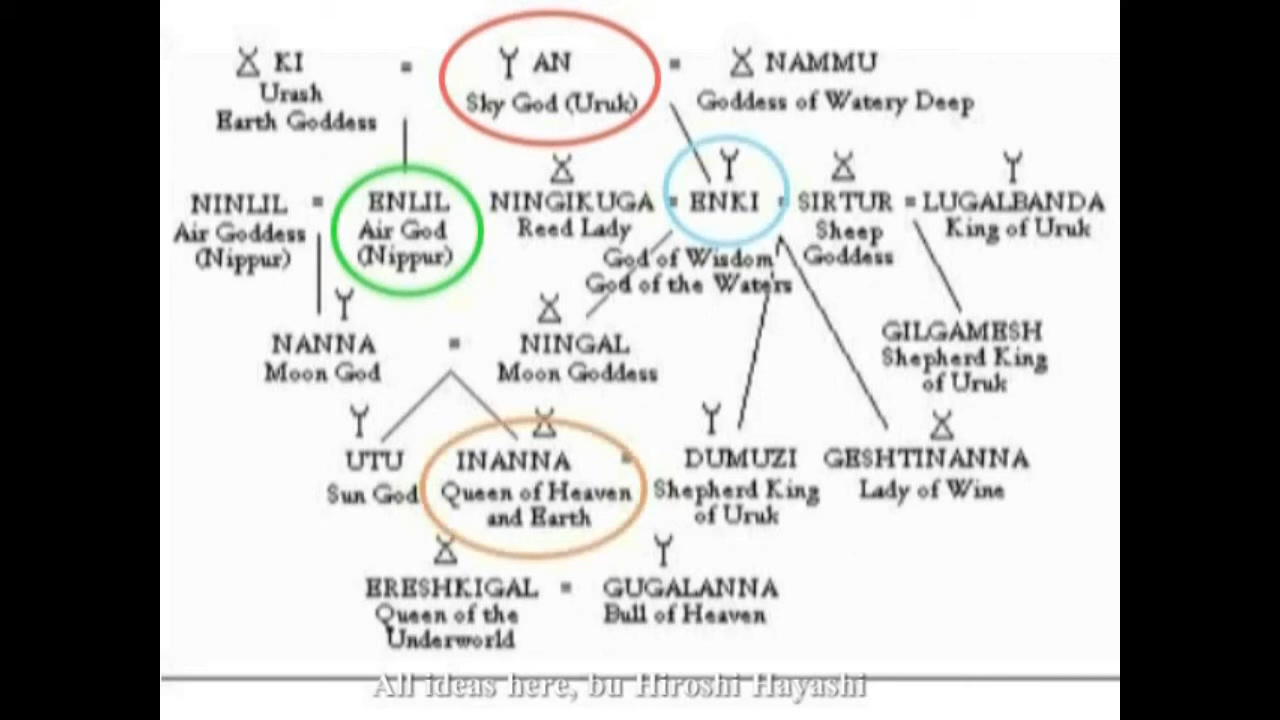 KI = AN = NAMMU
Urash
Sky God (Uruk) Goddess of Watery Deep
Earth Goddess
NINLIL = ENLIL NINGIKUGA = ENKI = SIRTUR = LUGALBANDA
Air Goddess Air God Reed Lady Sheep King of Uruk
(Nippur) (Nippur) God of Wisdom Goddess
God of the Waters
GILGAMESH
NANNA = NINGAL Shepherd King
Moon God Moon Goddess of Uruk
UTU INANNA = DUMUZI GESHTINANNA
Sun God Queen of Heaven Shepherd King Lady of Wine
and Earth of Uruk
ERESHKIGAL = GUGALANNA
Queen of the Bull of Heaven
Underworld
All ideas here, bu Hiroshi Hayashi